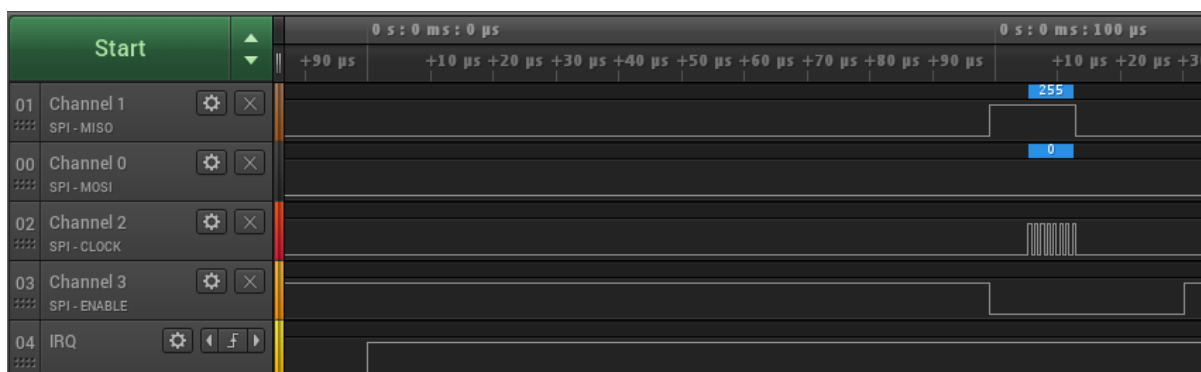 Start
0 s : 0 ms : 0 µs
0 s : 0 ms : 100 µs
+90 µs
+10 µs +20 µs +30 µs +40 µs +50 µs +60 µs +70 µs +80 µs +90 µs
+10 µs +20 µs +3
01 Channel 1
SPI - MISO
255
00 Channel 0
SPI - MOSI
0
02 Channel 2
SPI - CLOCK
03 Channel 3
SPI - ENABLE
04 IRQ